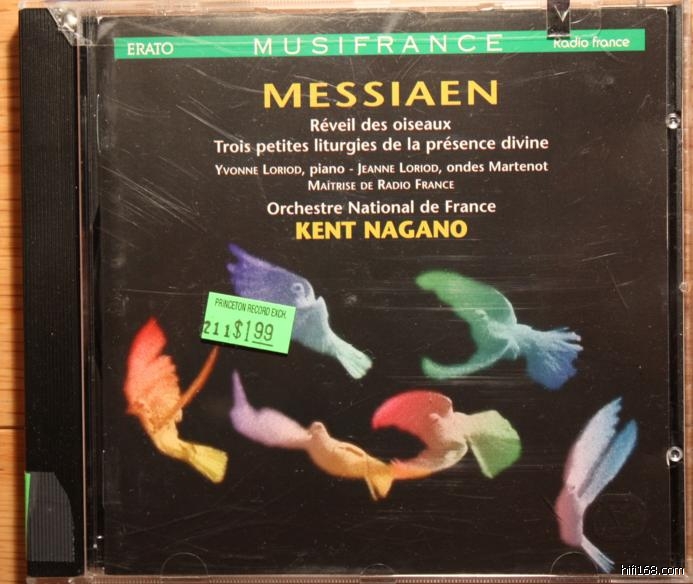 ERATO MUSIFRANCE Radio france
MESSIAEN
Réveil des oiseaux
Trois petites liturgies de la présence divine
YVONNE LORIOD, piano - JEANNE LORIOD, ondes Martenot
MAÎTRISE DE RADIO FRANCE
Orchestre National de France
KENT NAGANO
PRINCETON RECORD EXCH.
211$1.99
hifi168.com